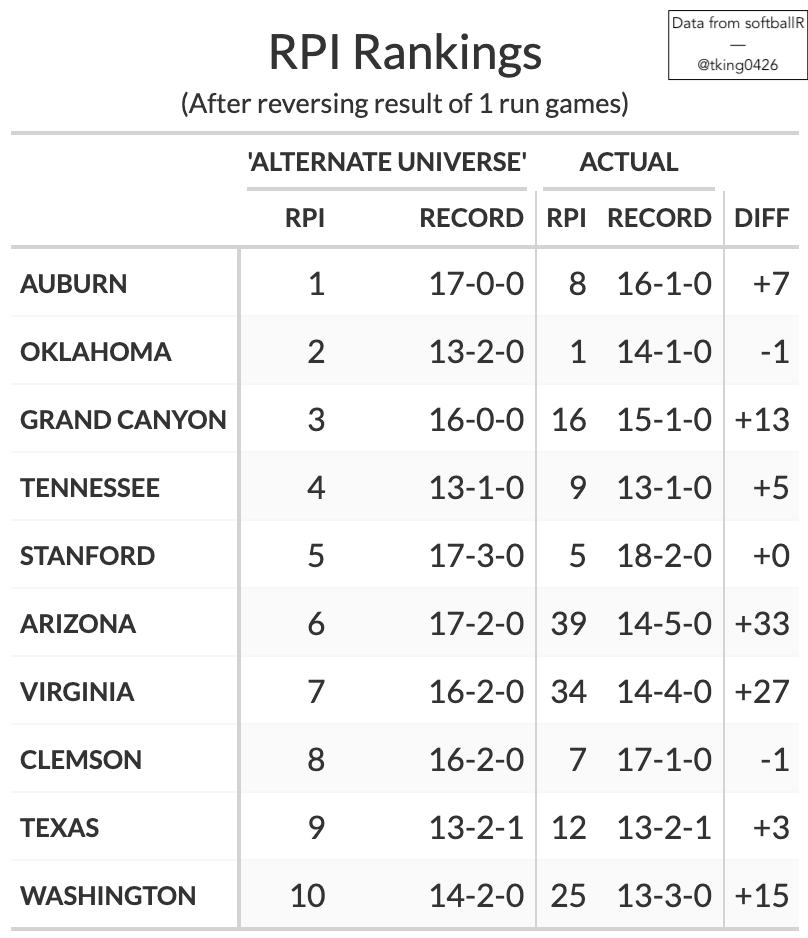 Data from softballR
—
@tking0426
RPI Rankings
(After reversing result of 1 run games)
'ALTERNATE UNIVERSE' ACTUAL
RPI RECORD RPI RECORD DIFF
AUBURN 1 17-0-0 8 16-1-0 +7
OKLAHOMA 2 13-2-0 1 14-1-0 -1
GRAND CANYON 3 16-0-0 16 15-1-0 +13
TENNESSEE 4 13-1-0 9 13-1-0 +5
STANFORD 5 17-3-0 5 18-2-0 +0
ARIZONA 6 17-2-0 39 14-5-0 +33
VIRGINIA 7 16-2-0 34 14-4-0 +27
CLEMSON 8 16-2-0 7 17-1-0 -1
TEXAS 9 13-2-1 12 13-2-1 +3
WASHINGTON 10 14-2-0 25 13-3-0 +15